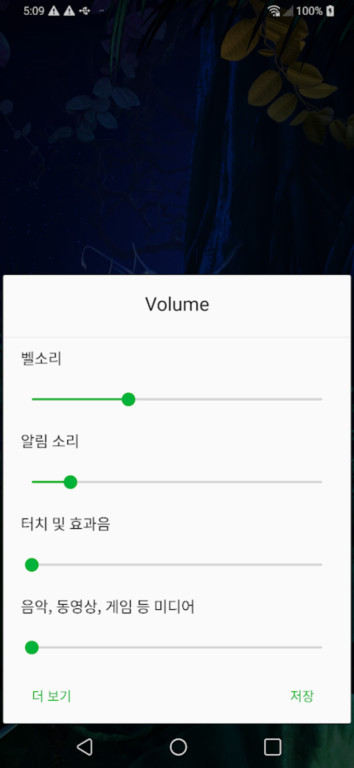 5:09
100%
Volume
벨소리
알림 소리
터치 및 효과음
음악, 동영상, 게임 등 미디어
더 보기
저장